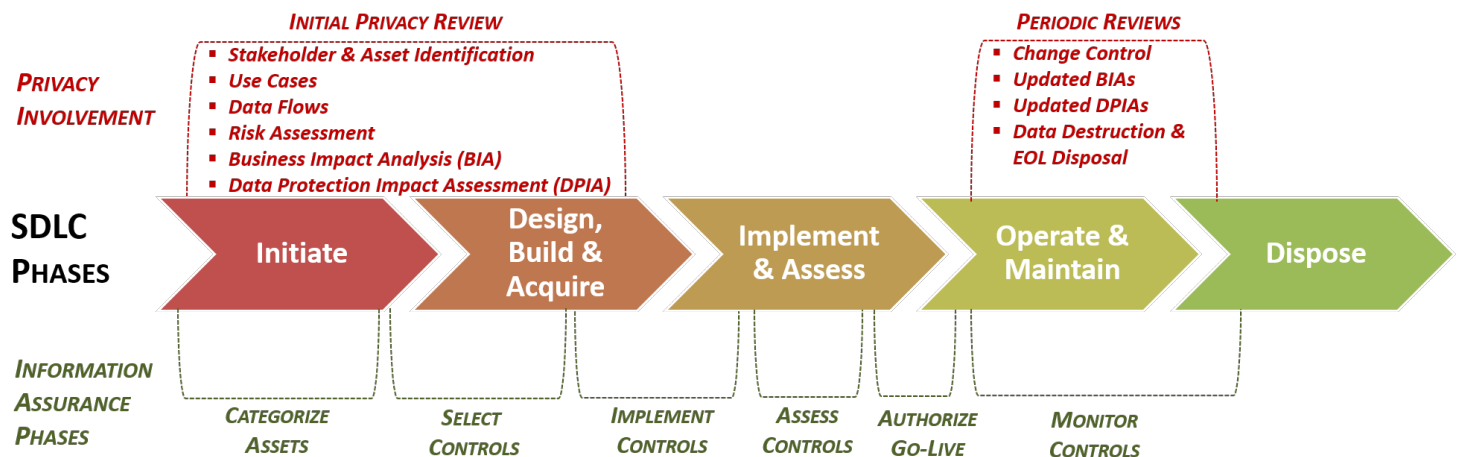 INITIAL PRIVACY REVIEW
PERIODIC REVIEWS
PRIVACY
INVOLVEMENT
▪ Stakeholder & Asset Identification
▪ Use Cases
▪ Data Flows
▪ Risk Assessment
▪ Business Impact Analysis (BIA)
▪ Data Protection Impact Assessment (DPIA)
▪ Change Control
▪ Updated BIAs
▪ Updated DPIAs
▪ Data Destruction &
EOL Disposal
SDLC
PHASES
Initiate
Design,
Build &
Acquire
Implement
& Assess
Operate &
Maintain
Dispose
INFORMATION
ASSURANCE
PHASES
CATEGORIZE
ASSETS
SELECT
CONTROLS
IMPLEMENT
CONTROLS
ASSESS
CONTROLS
AUTHORIZE
GO-LIVE
MONITOR
CONTROLS